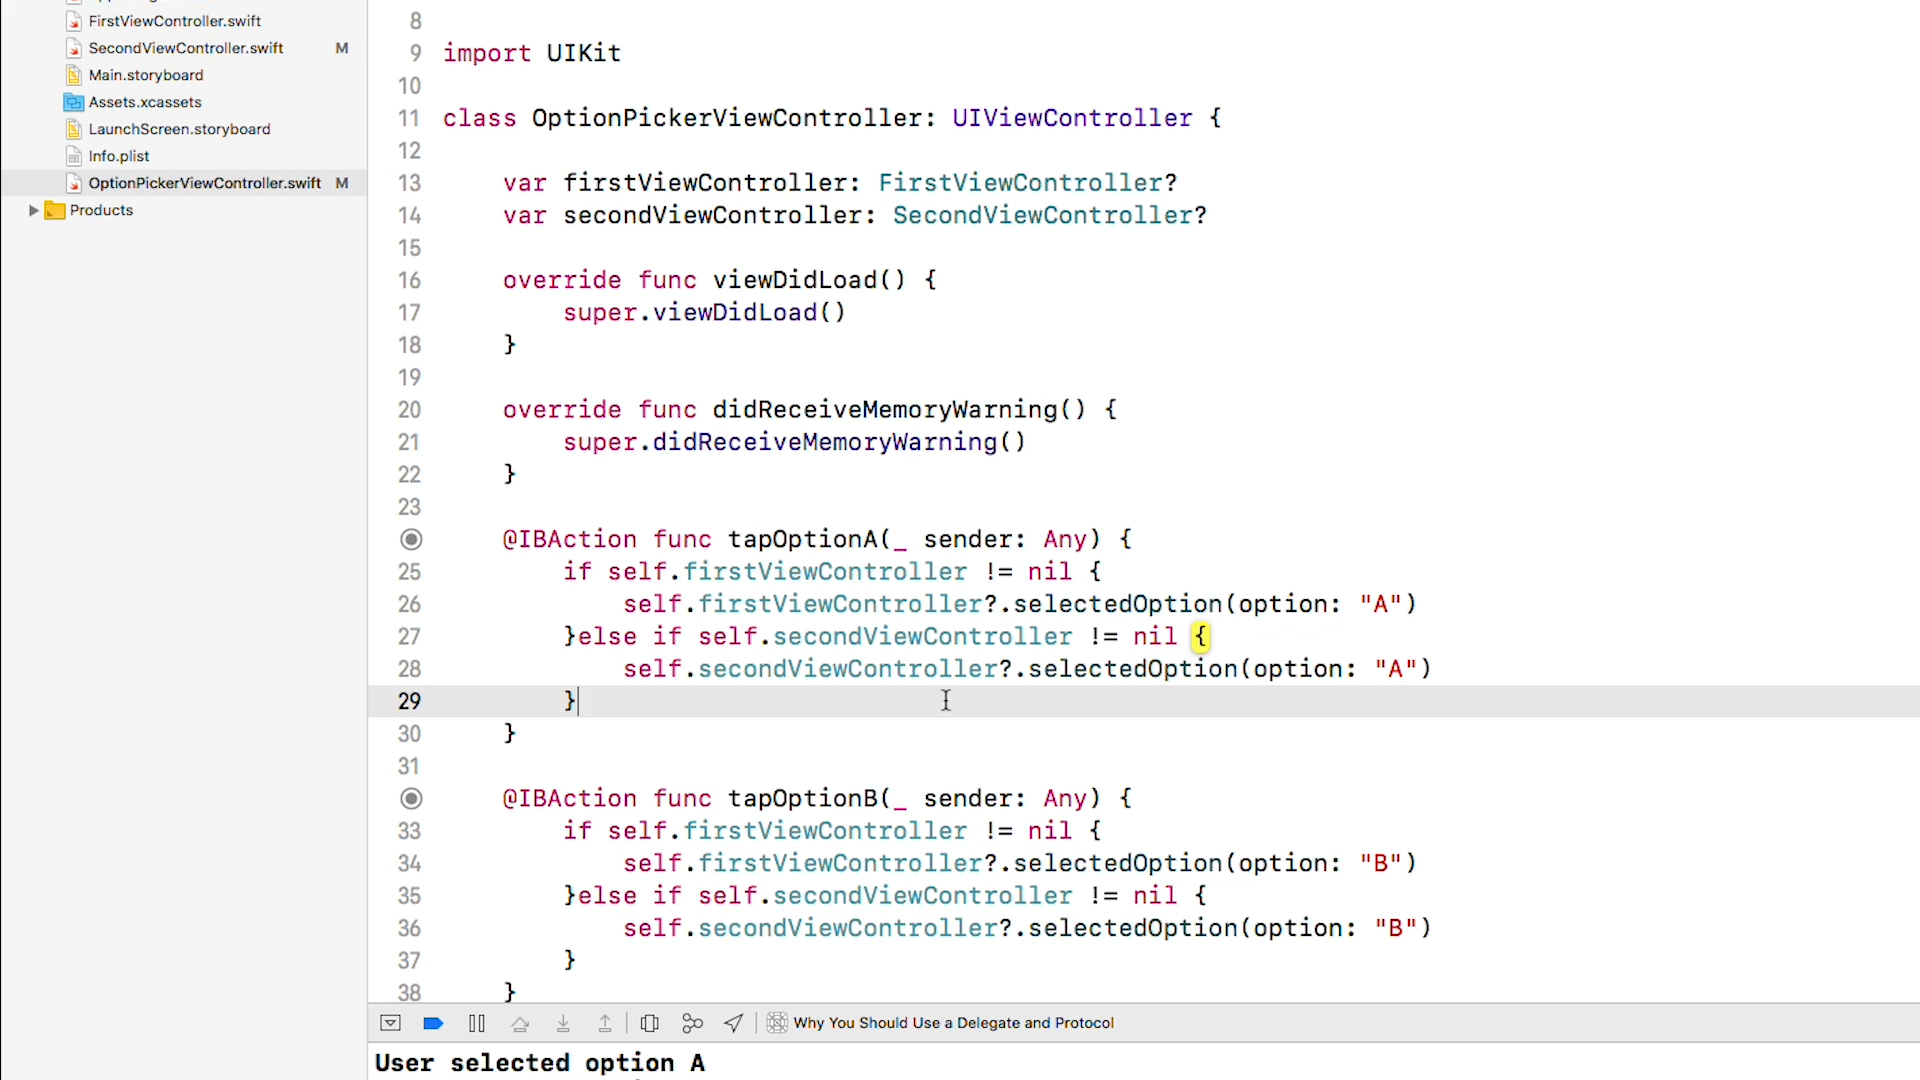 FirstViewController.swift
SecondViewController.swift M
Main.storyboard
Assets.xcassets
LaunchScreen.storyboard
Info.plist
OptionPickerViewController.swift M
Products
8
9 import UIKit
10
11 class OptionPickerViewController: UIViewController {
12
13 var firstViewController: FirstViewController?
14 var secondViewController: SecondViewController?
15
16 override func viewDidLoad() {
17 super.viewDidLoad()
18 }
19
20 override func didReceiveMemoryWarning() {
21 super.didReceiveMemoryWarning()
22 }
23
@IBAction func tapOptionA(_ sender: Any) {
25 if self.firstViewController != nil {
26 self.firstViewController?.selectedOption(option: "A")
27 }else if self.secondViewController != nil {
28 self.secondViewController?.selectedOption(option: "A")
29 }
30 }
31
@IBAction func tapOptionB(_ sender: Any) {
33 if self.firstViewController != nil {
34 self.firstViewController?.selectedOption(option: "B")
35 }else if self.secondViewController != nil {
36 self.secondViewController?.selectedOption(option: "B")
37 }
38 }
Why You Should Use a Delegate and Protocol
User selected option A